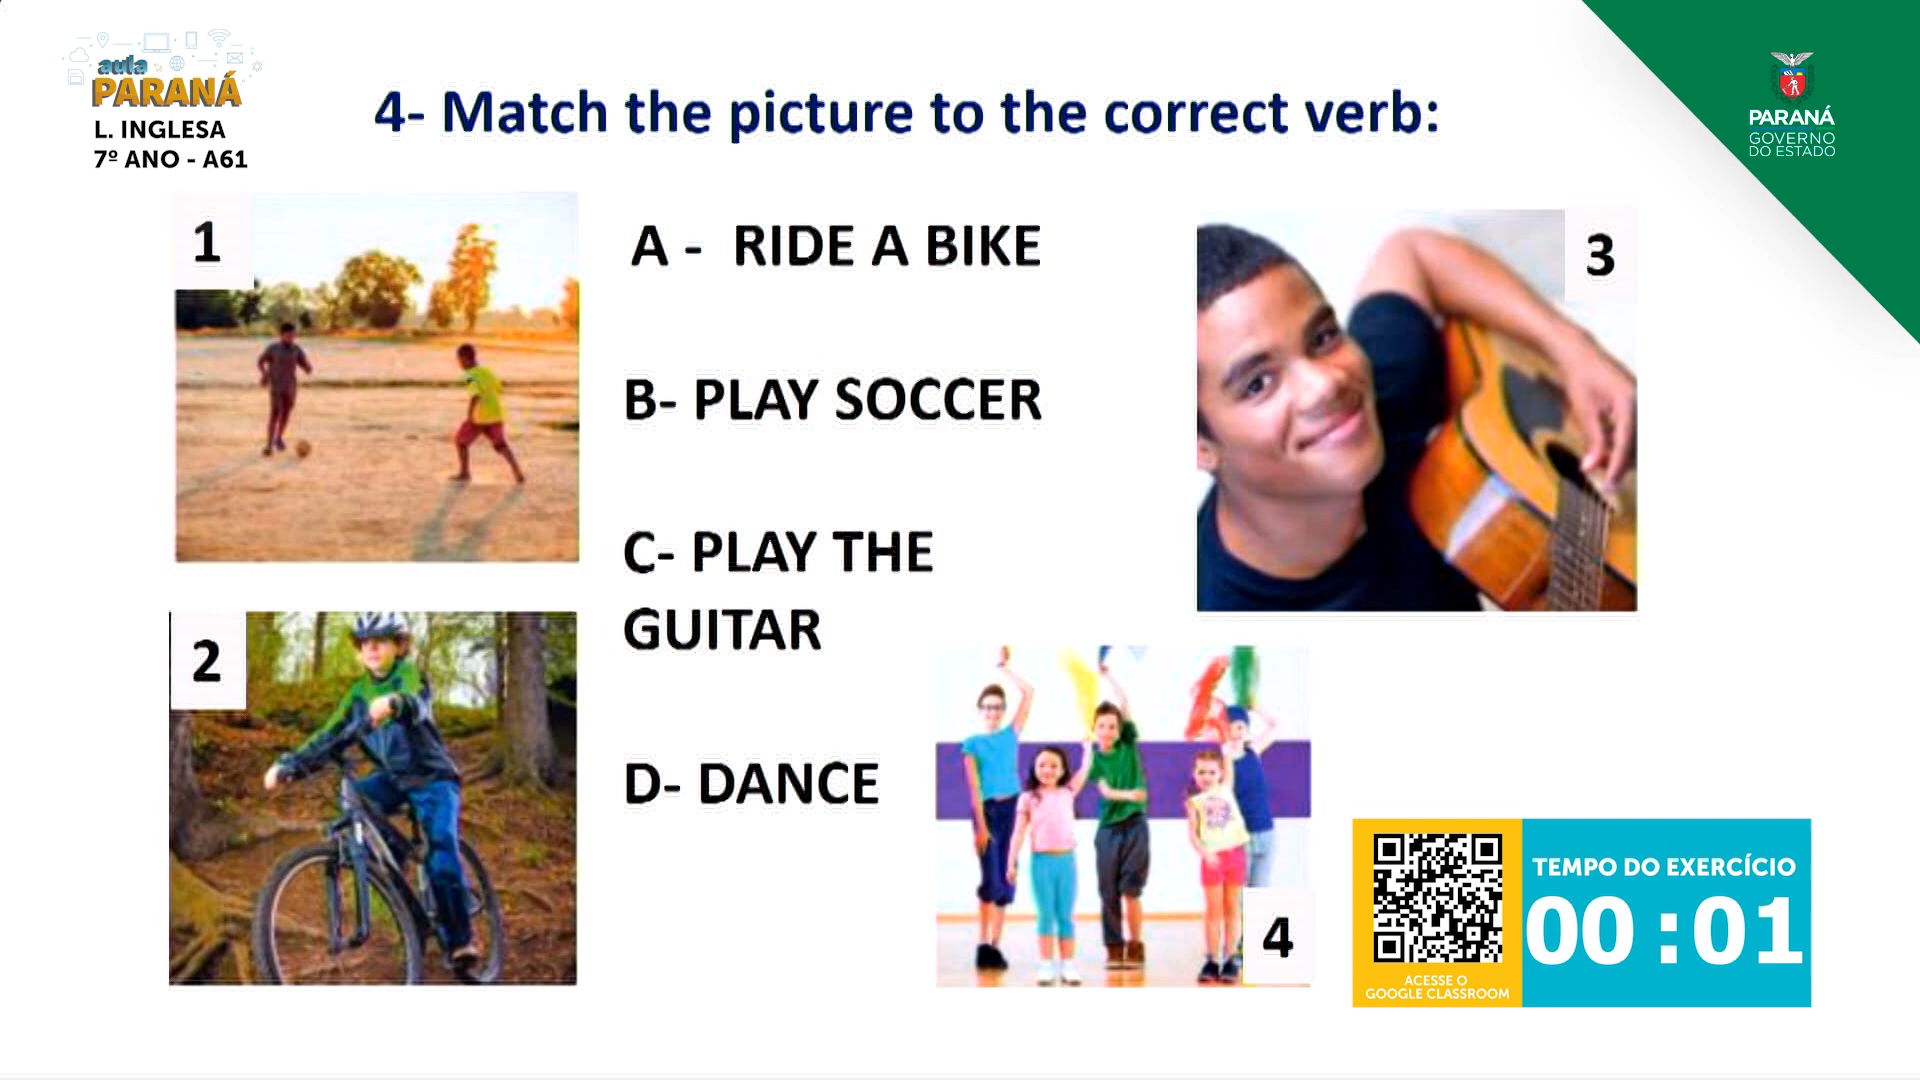 aula
PARANÁ
L. INGLESA
7º ANO - A61
4- Match the picture to the correct verb:
PARANÁ
GOVERNO
DO ESTADO
1
A - RIDE A BIKE
3
B- PLAY SOCCER
C- PLAY THE
GUITAR
2
D- DANCE
4
TEMPO DO EXERCÍCIO
00 : 01
ACESSE O
GOOGLE CLASSROOM